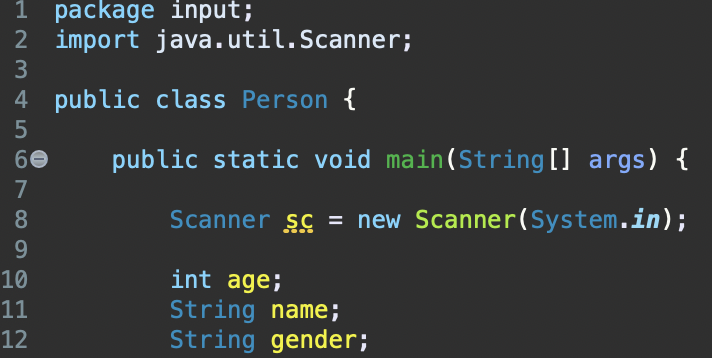 1 package input;
2 import java.util.Scanner;
3
4 public class Person {
5
6 public static void main(String[] args) {
7
8 Scanner sc = new Scanner(System.in);
9
10 int age;
11 String name;
12 String gender;